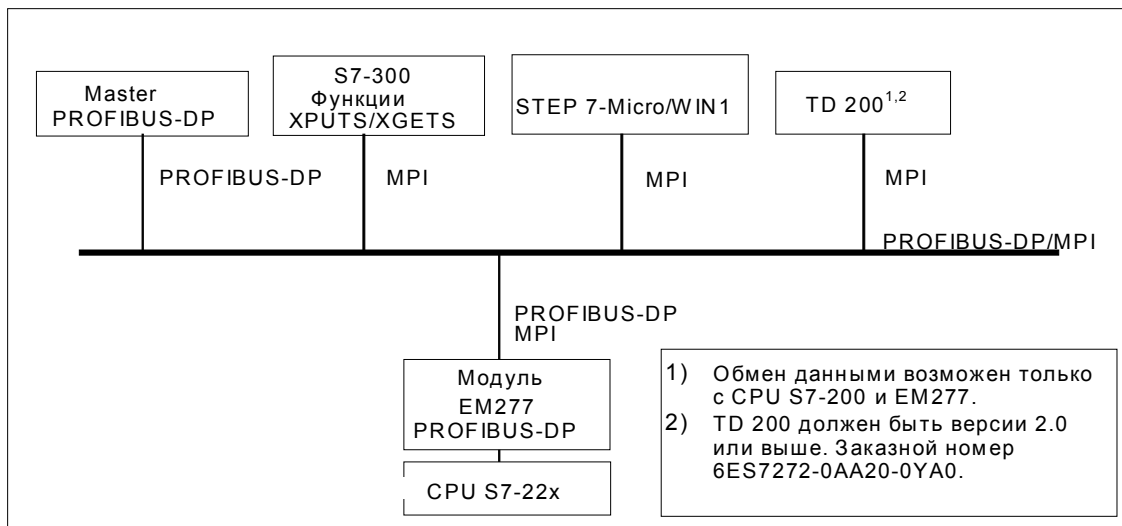 Master
PROFIBUS-DP
S7-300
Функции
XPUTS/XGETS
STEP 7-Micro/WIN1
TD 200¹,²
PROFIBUS-DP
MPI
MPI
MPI
PROFIBUS-DP/MPI
PROFIBUS-DP
MPI
Модуль
EM277
PROFIBUS-DP
CPU S7-22x
1) Обмен данными возможен только
с CPU S7-200 и EM277.
2) TD 200 должен быть версии 2.0
или выше. Заказной номер
6ES7272-0AA20-0YA0.